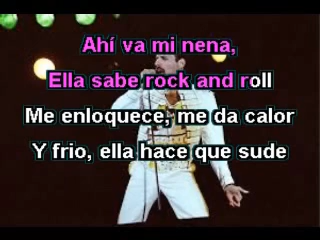 Ahí va mi nena,
Ella sabe rock and roll
Me enloquece, me da calor
Y frio, ella hace que sude